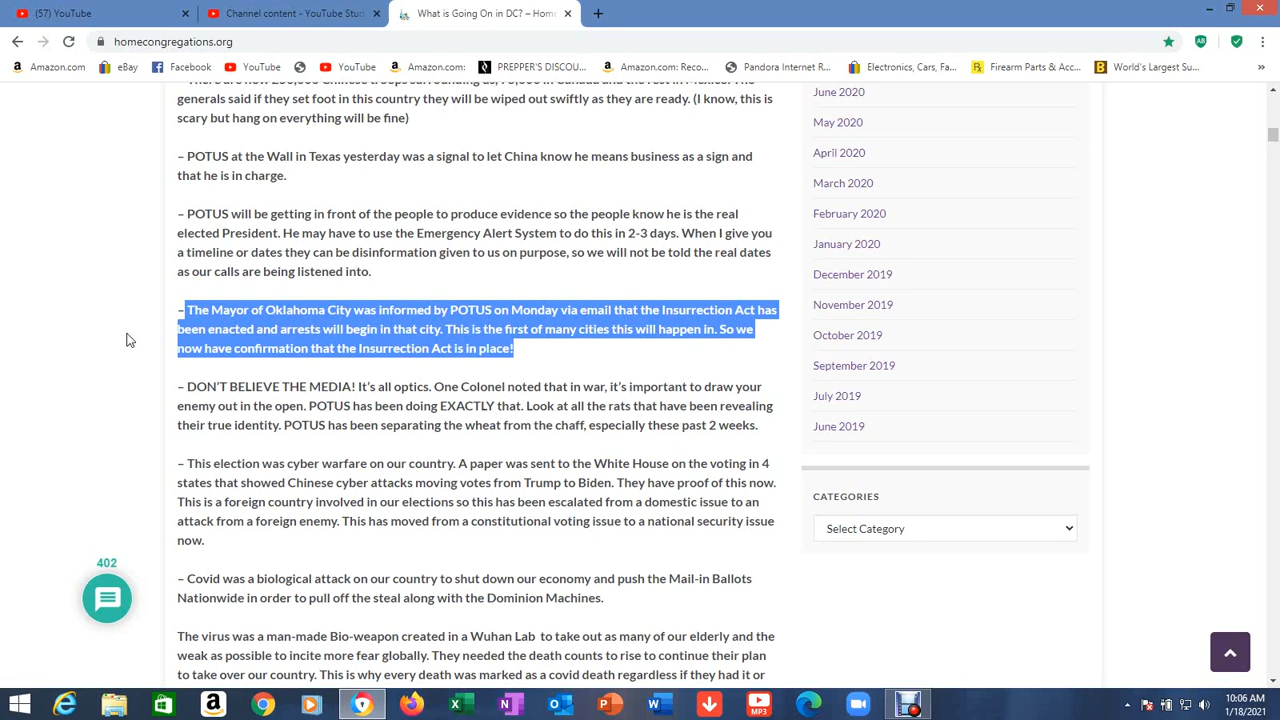 (57) YouTube
Channel content - YouTube Stud
What is Going On in DC? – Hom
homecongregations.org
Amazon.com
eBay
Facebook
YouTube
YouTube
Amazon.com:
PREPPER'S DISCOU...
Amazon.com: Reco...
Pandora Internet R...
Electronics, Cars, Fa...
Firearm Parts & Acc...
World's Largest Su...
generals said if they set foot in this country they will be wiped out swiftly as they are ready. (I know, this is
scary but hang on everything will be fine)
– POTUS at the Wall in Texas yesterday was a signal to let China know he means business as a sign and
that he is in charge.
– POTUS will be getting in front of the people to produce evidence so the people know he is the real
elected President. He may have to use the Emergency Alert System to do this in 2-3 days. When I give you
a timeline or dates they can be disinformation given to us on purpose, so we will not be told the real dates
as our calls are being listened into.
– The Mayor of Oklahoma City was informed by POTUS on Monday via email that the Insurrection Act has
been enacted and arrests will begin in that city. This is the first of many cities this will happen in. So we
now have confirmation that the Insurrection Act is in place!
– DON'T BELIEVE THE MEDIA! It's all optics. One Colonel noted that in war, it's important to draw your
enemy out in the open. POTUS has been doing EXACTLY that. Look at all the rats that have been revealing
their true identity. POTUS has been separating the wheat from the chaff, especially these past 2 weeks.
– This election was cyber warfare on our country. A paper was sent to the White House on the voting in 4
states that showed Chinese cyber attacks moving votes from Trump to Biden. They have proof of this now.
This is a foreign country involved in our elections so this has been escalated from a domestic issue to an
attack from a foreign enemy. This has moved from a constitutional voting issue to a national security issue
now.
– Covid was a biological attack on our country to shut down our economy and push the Mail-in Ballots
Nationwide in order to pull off the steal along with the Dominion Machines.
The virus was a man-made Bio-weapon created in a Wuhan Lab to take out as many of our elderly and the
weak as possible to incite more fear globally. They needed the death counts to rise to continue their plan
to take over our country. This is why every death was marked as a covid death regardless if they had it or
June 2020
May 2020
April 2020
March 2020
February 2020
January 2020
December 2019
November 2019
October 2019
September 2019
July 2019
June 2019
CATEGORIES
Select Category
402
MP3
10:06 AM
1/18/2021